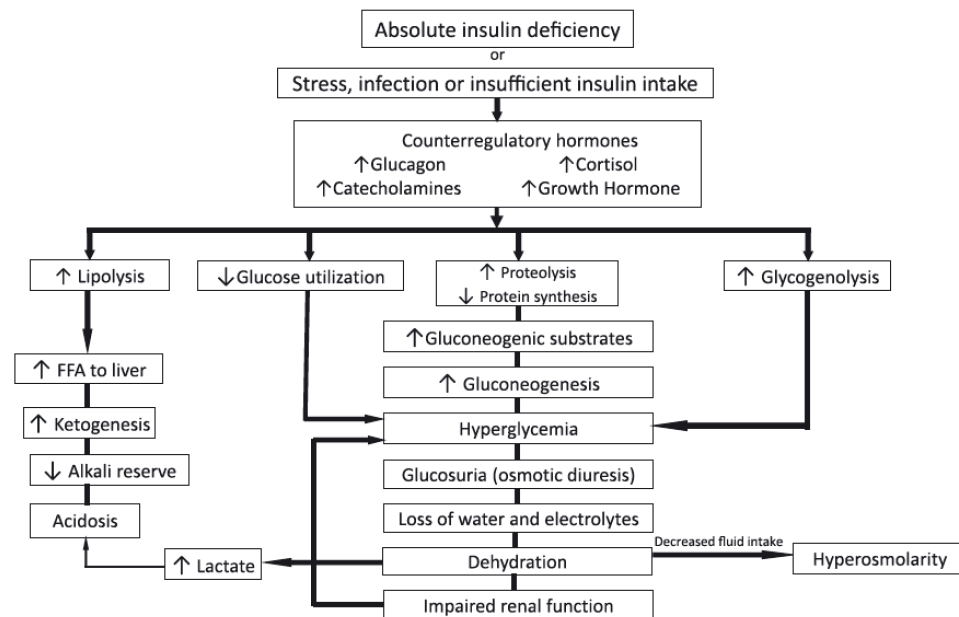 Absolute insulin deficiency
or
Stress, infection or insufficient insulin intake
Counterregulatory hormones
↑Glucagon ↑Cortisol
↑Catecholamines ↑Growth Hormone
↑ Lipolysis
↓Glucose utilization
↑ Proteolysis
↓ Protein synthesis
↑ Glycogenolysis
↑Gluconeogenic substrates
↑ FFA to liver
↑ Gluconeogenesis
↑ Ketogenesis
Hyperglycemia
↓ Alkali reserve
Glucosuria (osmotic diuresis)
Acidosis
Loss of water and electrolytes
Decreased fluid intake
↑ Lactate
Dehydration
Hyperosmolarity
Impaired renal function